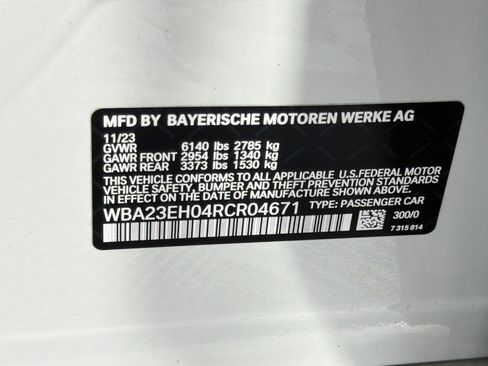 MFD BY BAYERISCHE MOTOREN WERKE AG
11/23
GVWR 6140 lbs 2785 kg
GAWR FRONT 2954 lbs 1340 kg
GAWR REAR 3373 lbs 1530 kg
THIS VEHICLE CONFORMS TO ALL APPLICABLE U.S.FEDERAL MOTOR
VEHICLE SAFETY, BUMPER, AND THEFT PREVENTION STANDARDS
IN EFFECT ON THE DATE OF MANUFACTURE SHOWN ABOVE.
WBA23EH04RCR04671 TYPE: PASSENGER CAR
300/0
7 315 814